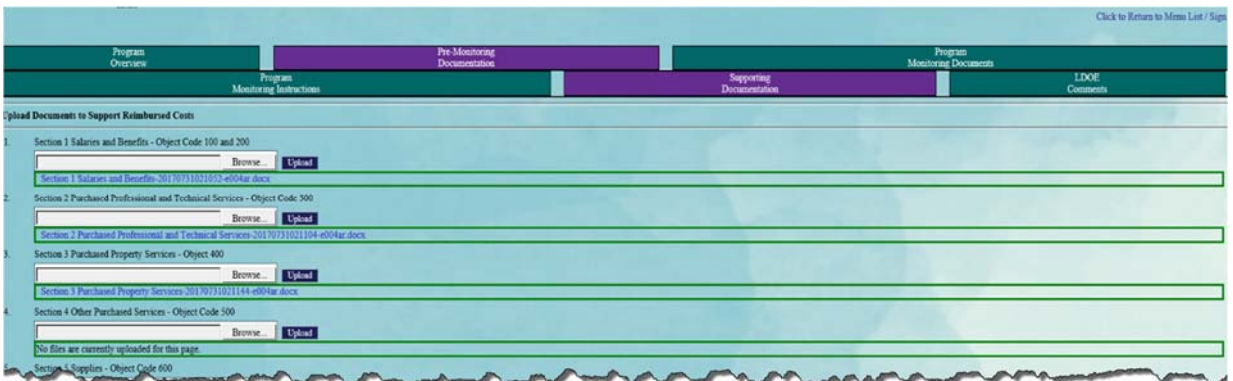 Click to Return to Menu List / Sign
Program
Overview
Pre-Monitoring
Documentation
Program
Monitoring Documents
Program
Monitoring Instructions
Supporting
Documentation
LDOE
Comments
Upload Documents to Support Reimbursed Costs
1. Section 1 Salaries and Benefits - Object Code 100 and 200
Browse... Upload
Section 1 Salaries and Benefits-20170731021052-e004ar.docx
2. Section 2 Purchased Professional and Technical Services - Object Code 300
Browse... Upload
Section 2 Purchased Professional and Technical Services-20170731021104-e004ar.docx
3. Section 3 Purchased Property Services - Object 400
Browse... Upload
Section 3 Purchased Property Services-20170731021144-e004ar.docx
4. Section 4 Other Purchased Services - Object Code 500
Browse... Upload
No files are currently uploaded for this page.
5. Section 5 Supplies - Object Code 600